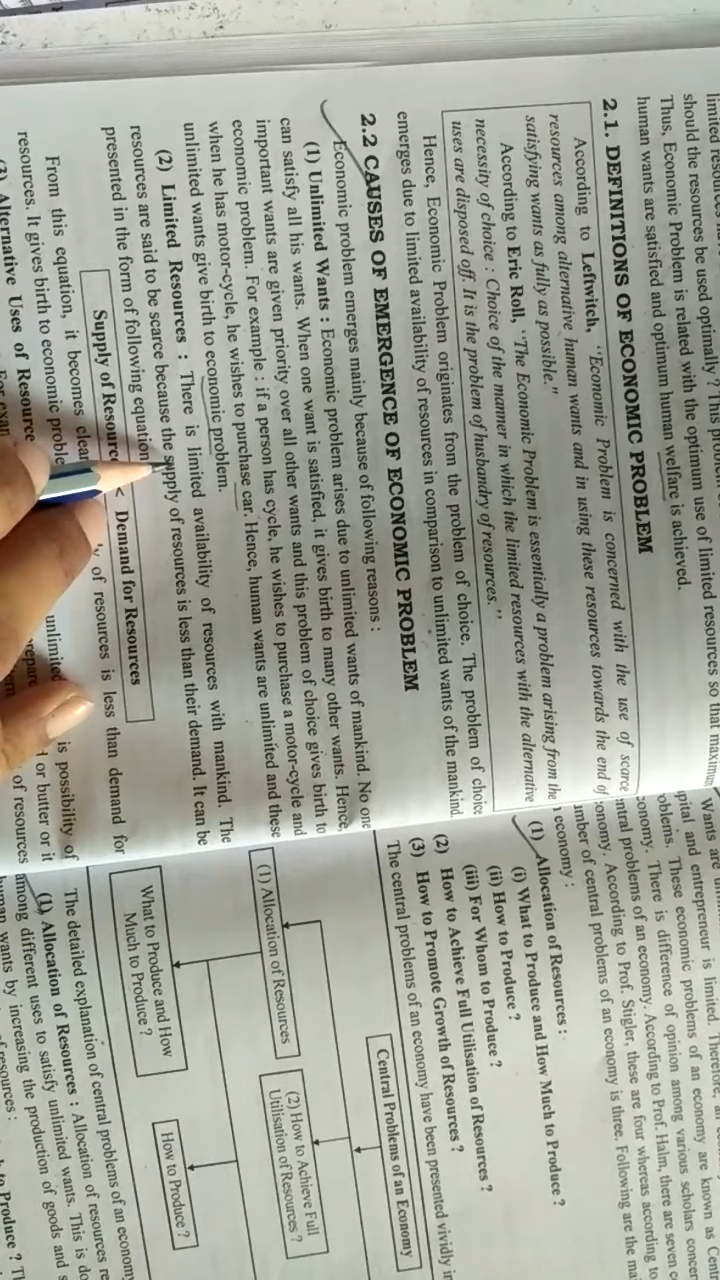 limited resources
should the resources be used optimally ? This
Thus, Economic Problem is related with the optimum use of limited resources so that maximum
human wants are satisfied and optimum human welfare is achieved.
2.1. DEFINITIONS OF ECONOMIC PROBLEM
According to Leftwitch, "Economic Problem is concerned with the use of scarce
resources among alternative human wants and in using these resources towards the end of
satisfying wants as fully as possible."
According to Eric Roll, "The Economic Problem is essentially a problem arising from the
necessity of choice : Choice of the manner in which the limited resources with the alternative
uses are disposed off. It is the problem of husbandry of resources."
Hence, Economic Problem originates from the problem of choice. The problem of choice
emerges due to limited availability of resources in comparison to unlimited wants of the mankind.
2.2 CAUSES OF EMERGENCE OF ECONOMIC PROBLEM
Economic problem emerges mainly because of following reasons :
(1) Unlimited Wants : Economic problem arises due to unlimited wants of mankind. No one
can satisfy all his wants. When one want is satisfied, it gives birth to many other wants. Hence,
important wants are given priority over all other wants and this problem of choice gives birth to
economic problem. For example : if a person has cycle, he wishes to purchase a motor-cycle and
when he has motor-cycle, he wishes to purchase car. Hence, human wants are unlimited and these
unlimited wants give birth to economic problem.
(2) Limited Resources : There is limited availability of resources with mankind. The
resources are said to be scarce because the supply of resources is less than their demand. It can be
presented in the form of following equation
Supply of < Demand for Resources
From this equation, it becomes clear of resources is less than demand for
resources. It gives birth to economic
Alternative Uses of unlimited is possibility of
or butter or it
of resources
Wants are
capital and entrepreneur is limited. Therefore,
problems. These economic problems of an economy are known as
economy. There is difference of opinion among various scholars
central problems of an economy. According to Prof. Halm, there are seven
economy. According to Prof. Stigler, these are four whereas according to
number of central problems of an economy is three. Following are the
economy :
(1) Allocation of Resources :
(i) What to Produce and How Much to Produce ?
(ii) How to Produce ?
(iii) For Whom to Produce ?
(2) How to Achieve Full Utilisation of Resources ?
(3) How to Promote Growth of Resources ?
The central problems of an economy have been presented vividly
Central Problems of an Economy
(1) Allocation of Resources
(2) How to Achieve Full
Utilisation of Resources ?
What to Produce and How
Much to Produce ?
How to Produce ?
The detailed explanation of central problems of an economy
(1) Allocation of Resources : Allocation of resources
among different uses to satisfy unlimited wants. This is
human wants by increasing the production of goods and
resources :
to Produce ?